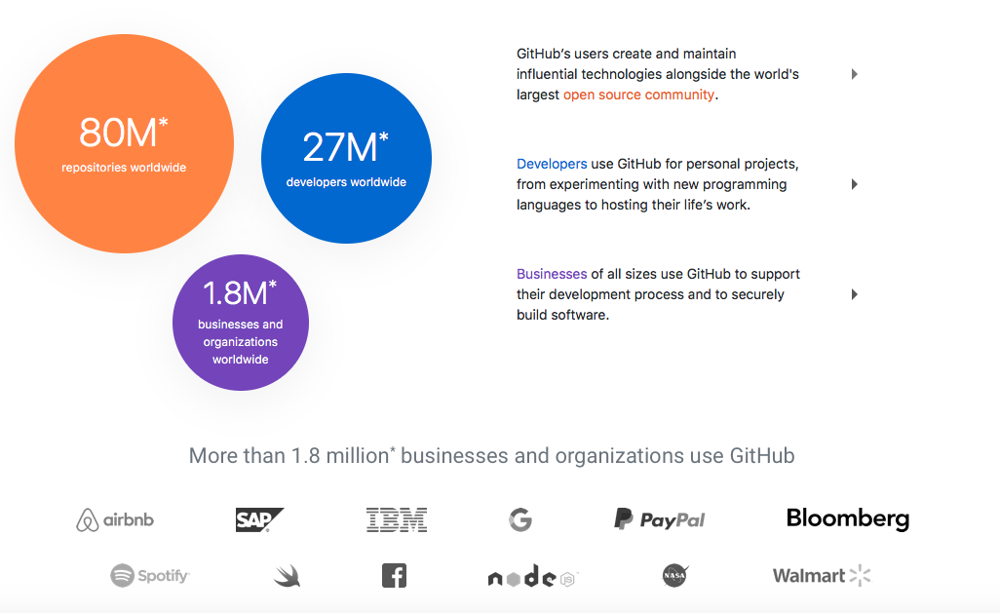 80M*
repositories worldwide
27M*
developers worldwide
1.8M*
businesses and
organizations
worldwide
GitHub’s users create and maintain
influential technologies alongside the world's
largest open source community.
Developers use GitHub for personal projects,
from experimenting with new programming
languages to hosting their life’s work.
Businesses of all sizes use GitHub to support
their development process and to securely
build software.
More than 1.8 million* businesses and organizations use GitHub
airbnb
SAP
IBM
G
PayPal
Bloomberg
Spotify
f
node JS
NASA
Walmart